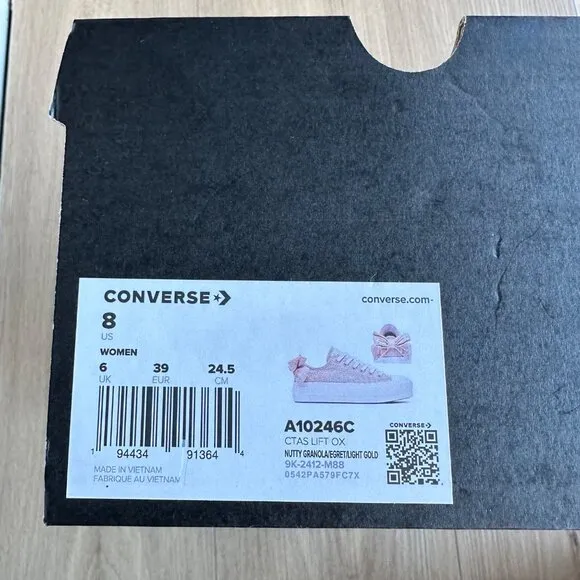 CONVERSE
converse.com
8
US
WOMEN
6 39 24.5
UK EUR CM
1 94434 91364 4
MADE IN VIETNAM
FABRIQUE AU VIETNAM
A10246C
CTAS LIFT OX
NUTTY GRANOLA/EGRET/LIGHT GOLD
9K-2412-M88
0542PA579FC7X
CONVERSE